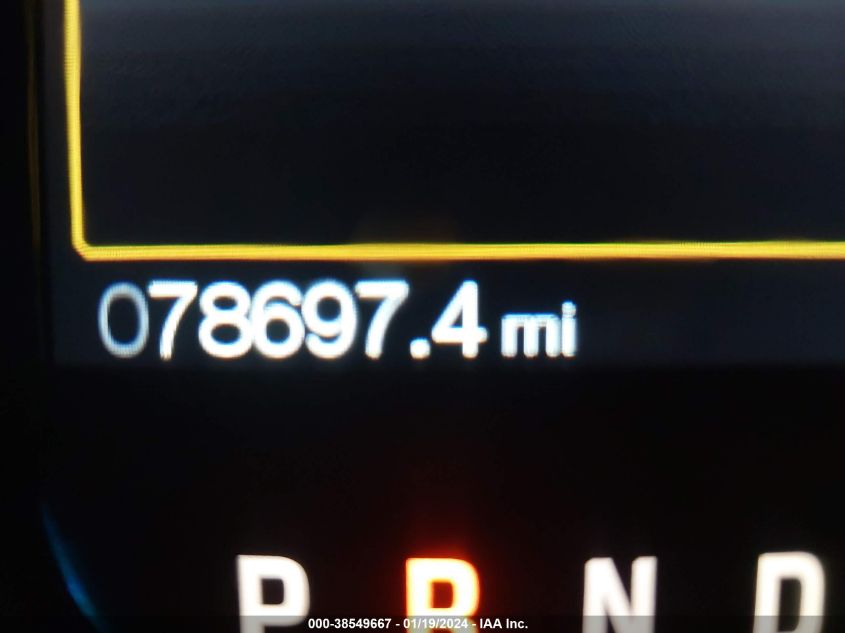 078697.4 mi
P R N D
000-38549667 - 01/19/2024 - IAA Inc.